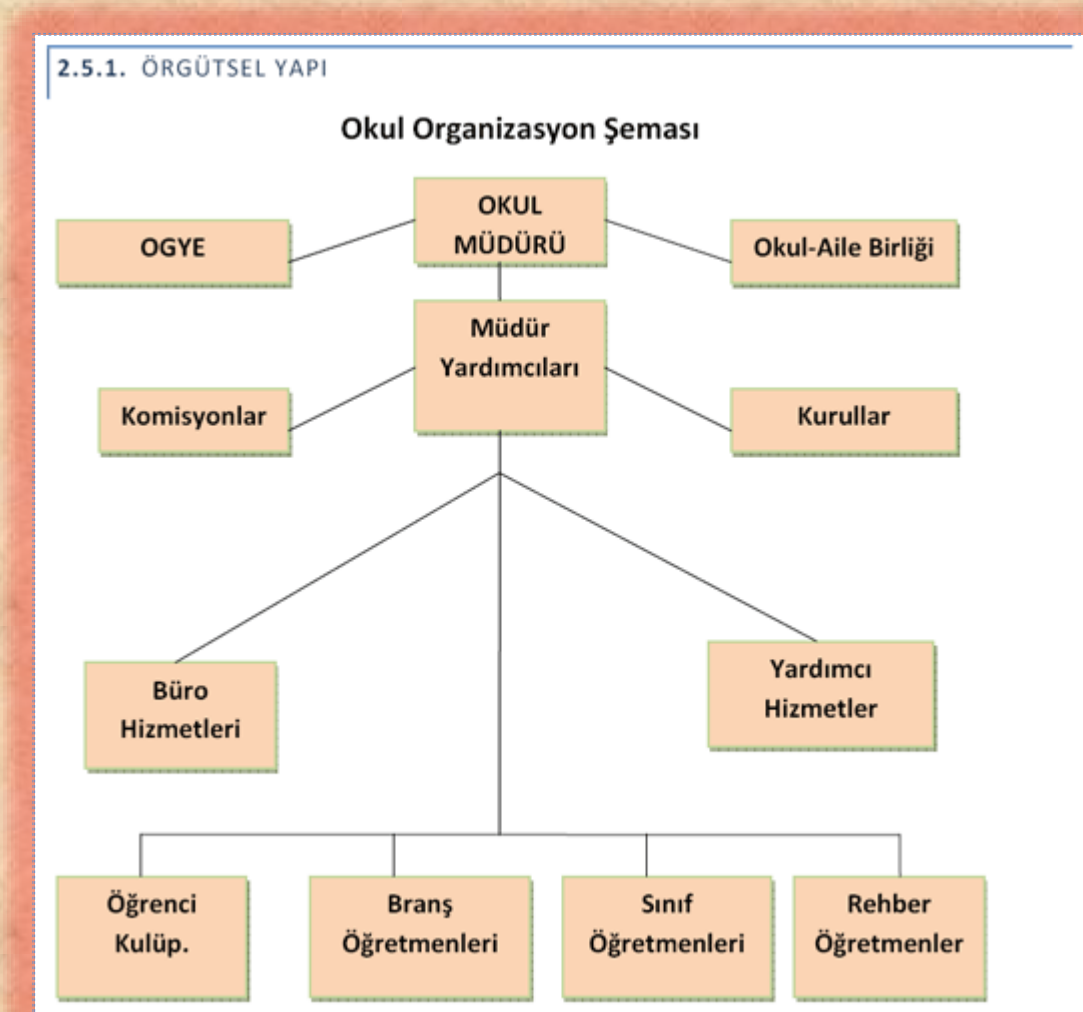 2.5.1. ÖRGÜTSEL YAPI
Okul Organizasyon Şeması
OKUL
MÜDÜRÜ
OGYE
Okul-Aile Birliği
Müdür
Yardımcıları
Komisyonlar
Kurullar
Büro
Hizmetleri
Yardımcı
Hizmetler
Öğrenci
Kulüp.
Branş
Öğretmenleri
Sınıf
Öğretmenleri
Rehber
Öğretmenler